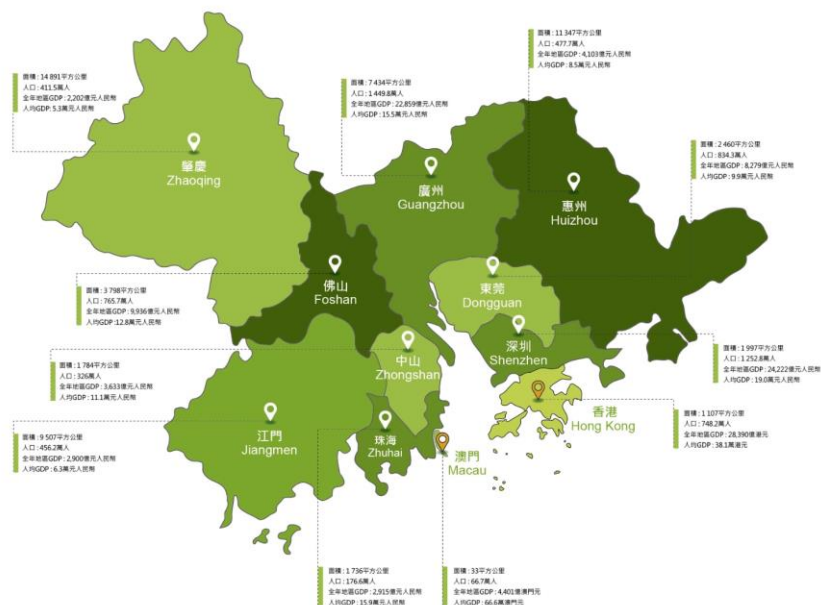 面積 : 14 891平方公里
人口 : 411.5萬人
全年地區GDP : 2,202億元人民幣
人均GDP : 5.3萬元人民幣
面積 : 7 434平方公里
人口 : 1 449.8萬人
全年地區GDP : 22,859億元人民幣
人均GDP : 15.5萬元人民幣
面積 : 11 347平方公里
人口 : 477.7萬人
全年地區GDP : 4,103億元人民幣
人均GDP : 8.5萬元人民幣
面積 : 2 460平方公里
人口 : 834.3萬人
全年地區GDP : 8,279億元人民幣
人均GDP : 9.9萬元人民幣
肇慶
Zhaoqing
廣州
Guangzhou
惠州
Huizhou
佛山
Foshan
東莞
Dongguan
面積 : 3 798平方公里
人口 : 765.7萬人
全年地區GDP : 9,936億元人民幣
人均GDP : 12.8萬元人民幣
深圳
Shenzhen
中山
Zhongshan
面積 : 1 997平方公里
人口 : 1 252.8萬人
全年地區GDP : 24,222億元人民幣
人均GDP : 19.0萬元人民幣
面積 : 1 784平方公里
人口 : 326萬人
全年地區GDP : 3,633億元人民幣
人均GDP : 11.1萬元人民幣
香港
Hong Kong
面積 : 1 107平方公里
人口 : 748.2萬人
全年地區GDP : 28,390億港元
人均GDP : 38.1萬港元
江門
Jiangmen
珠海
Zhuhai
澳門
Macau
面積 : 9 507平方公里
人口 : 456.2萬人
全年地區GDP : 2,900億元人民幣
人均GDP : 6.3萬元人民幣
面積 : 1 736平方公里
人口 : 176.6萬人
全年地區GDP : 2,915億元人民幣
人均GDP : 15.9萬元人民幣
面積 : 33平方公里
人口 : 66.7萬人
全年地區GDP : 4,401億澳門元
人均GDP : 66.6萬澳門元